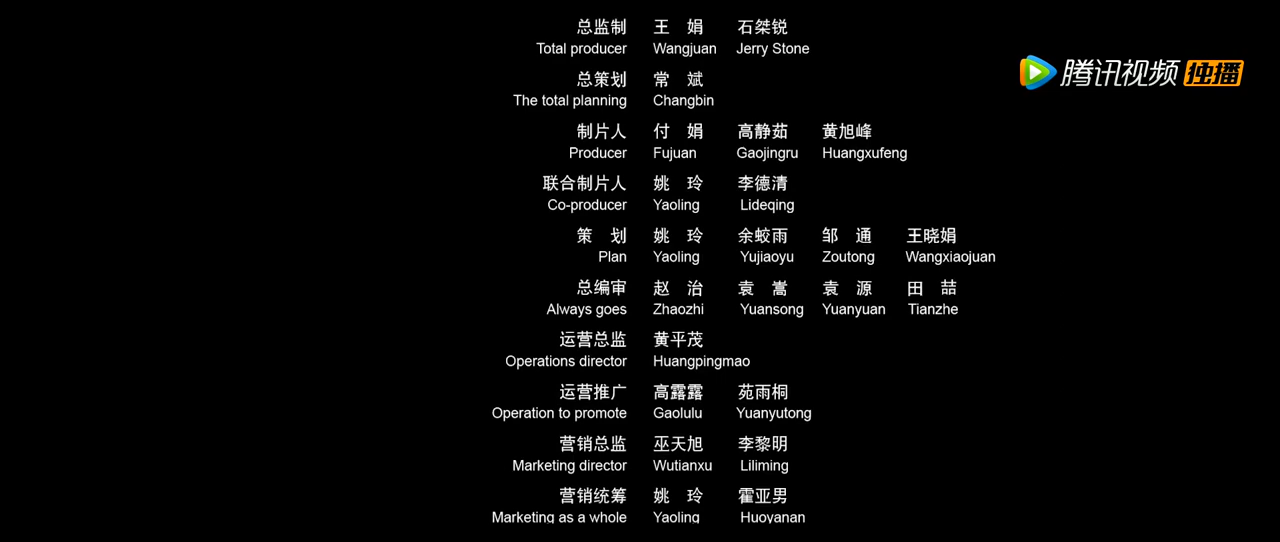 总监制 王 娟 石桀锐
Total producer Wangjuan Jerry Stone
腾讯视频 独播
总策划 常 斌
The total planning Changbin
制片人 付 娟 高静茹 黄旭峰
Producer Fujuan Gaojingru Huangxufeng
联合制片人 姚 玲 李德清
Co-producer Yaoling Lideqing
策 划 姚 玲 余蛟雨 邹 通 王晓娟
Plan Yaoling Yujiaoyu Zoutong Wangxiaojuan
总编审 赵 治 袁 嵩 袁 源 田 喆
Always goes Zhaozhi Yuansong Yuanyuan Tianzhe
运营总监 黄平茂
Operations director Huangpingmao
运营推广 高露露 苑雨桐
Operation to promote Gaolulu Yuanyutong
营销总监 巫天旭 李黎明
Marketing director Wutianxu Liliming
营销统筹 姚 玲 霍亚男
Marketing as a whole Yaoling Huoyanan